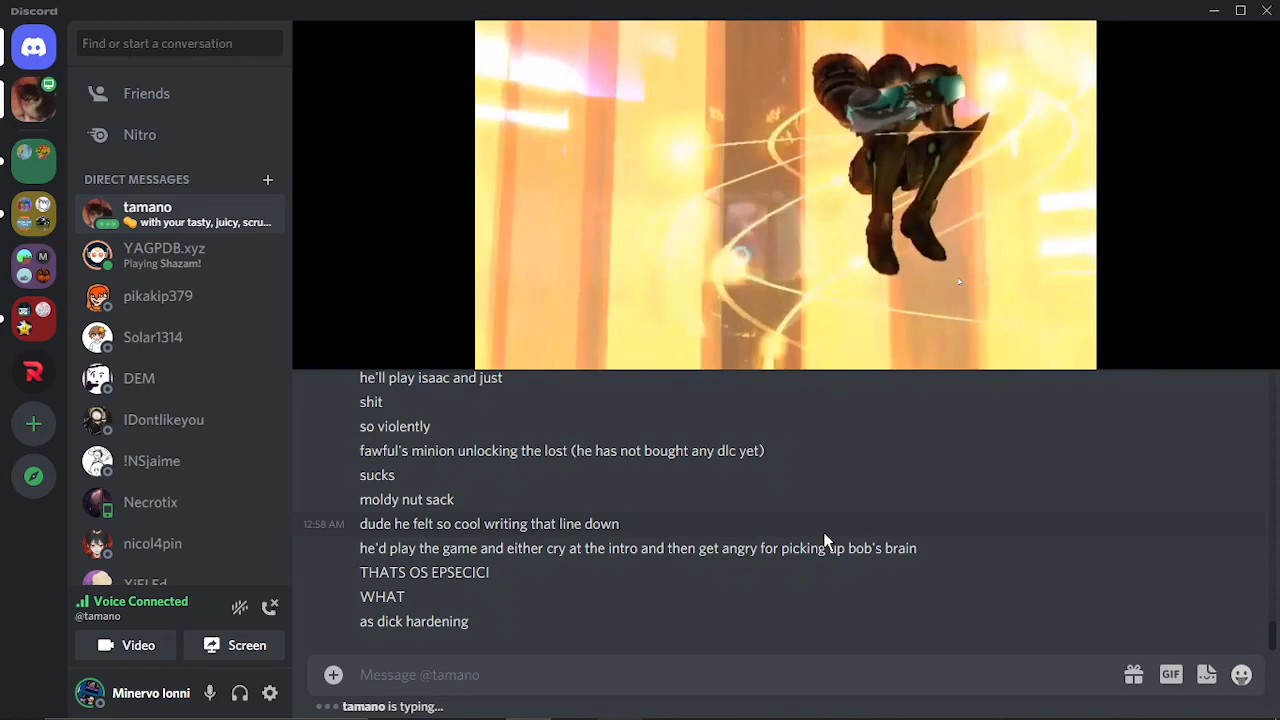 Discord
Find or start a conversation
Friends
Nitro
DIRECT MESSAGES
tamano
with your tasty, juicy, scru...
YAGPDB.xyz
Playing Shazam!
pikakip379
Solar1314
DEM
IDontlikeyou
!NSjaime
Necrotix
nicol4pin
Voice Connected
@tamano
Video
Screen
Minervo Ionni
he'll play isaac and just
shit
so violently
fawful's minion unlocking the lost (he has not bought any dlc yet)
sucks
moldy nut sack
12:58 AM
dude he felt so cool writing that line down
he'd play the game and either cry at the intro and then get angry for picking up bob's brain
THATS OS EPSECICI
WHAT
as dick hardening
Message @tamano
GIF
tamano is typing...